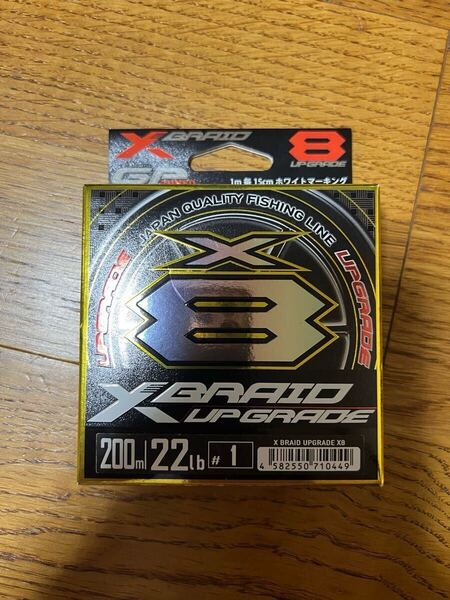 X BRAID 8
UPGRADE
1m毎15cmホワイトマーキング
JAPAN QUALITY FISHING LINE
UPGRADE UPGRADE
X
8
X BRAID
UPGRADE
200m 22lb #1
X BRAID UPGRADE X8
4 582550 710449